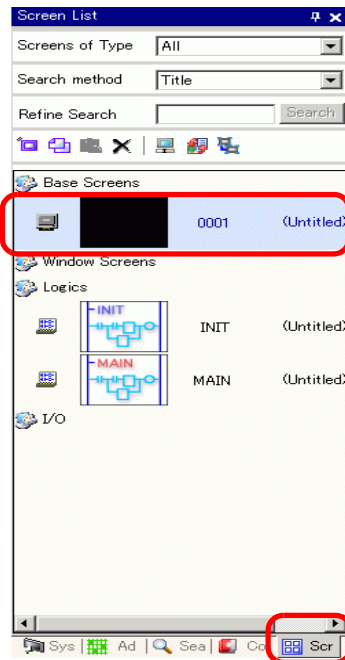 Screen List
Screens of Type All
Search method Title
Refine Search Search
Base Screens
0001 (Untitled)
Window Screens
Logics
INIT
INIT (Untitled)
MAIN
MAIN (Untitled)
I/O
Sys Ad Sea Co Scr